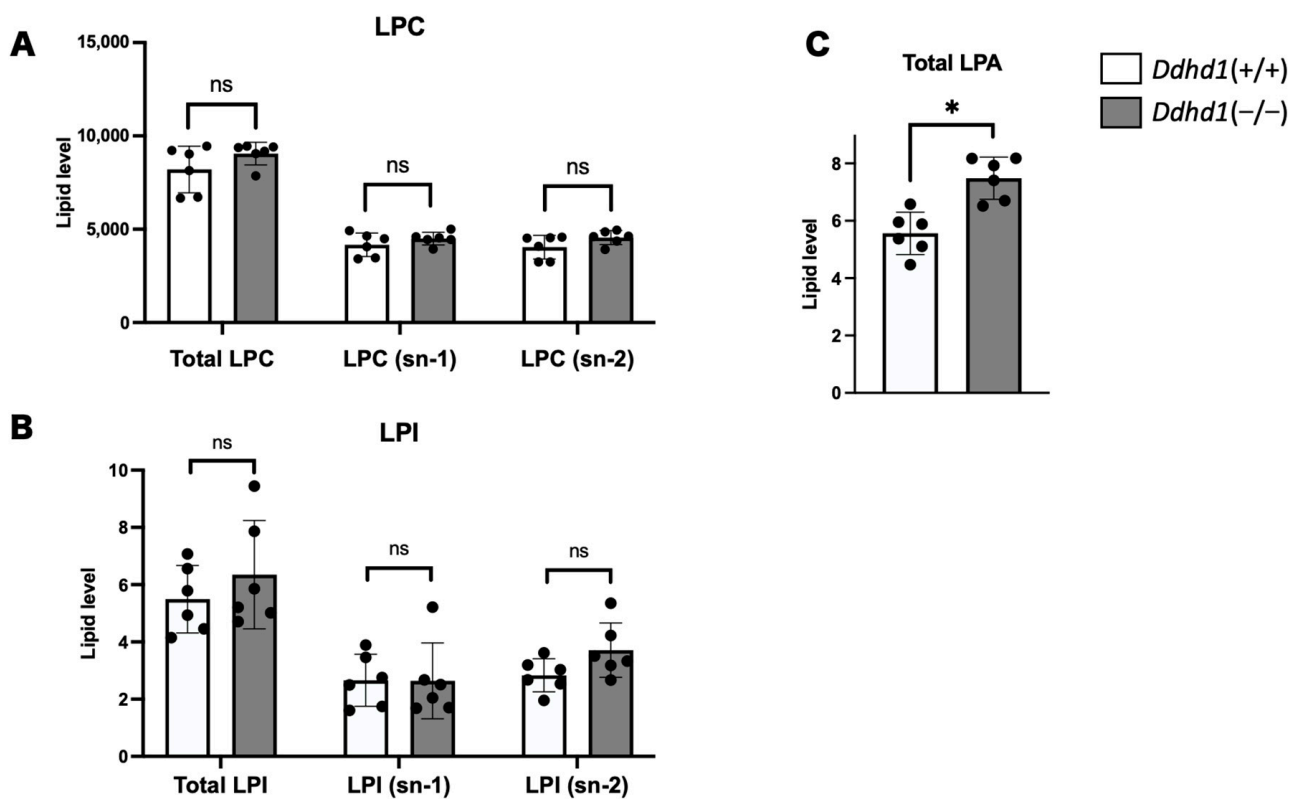 A
LPC
15,000
10,000
5,000
0
Lipid level
ns
ns
ns
Total LPC
LPC (sn-1)
LPC (sn-2)
B
LPI
10
8
6
4
2
0
Lipid level
ns
ns
ns
Total LPI
LPI (sn-1)
LPI (sn-2)
C
Total LPA
*
8
6
4
2
0
Lipid level
Ddhd1(+/+)
Ddhd1(−/−)